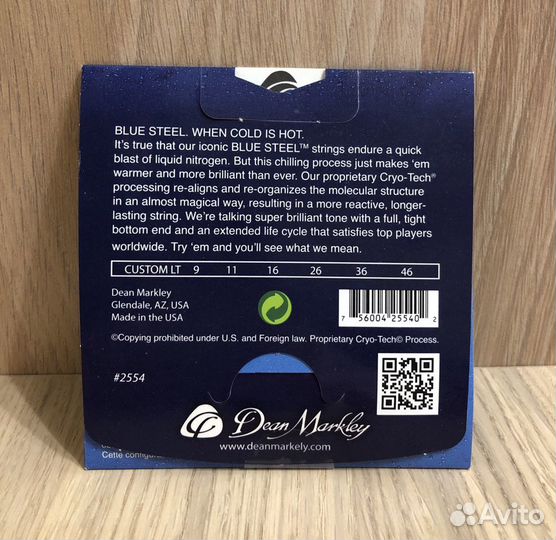 BLUE STEEL. WHEN COLD IS HOT.
It's true that our iconic BLUE STEEL™ strings endure a quick
blast of liquid nitrogen. But this chilling process just makes 'em
warmer and more brilliant than ever. Our proprietary Cryo-Tech®
processing re-aligns and re-organizes the molecular structure
in an almost magical way, resulting in a more reactive, longer-
lasting string. We're talking super brilliant tone with a full, tight
bottom end and an extended life cycle that satisfies top players
worldwide. Try 'em and you'll see what we mean.
CUSTOM LT 9 11 16 26 36 46
Dean Markley
Glendale, AZ, USA
Made in the USA
7 56004 25540 2
©Copying prohibited under U.S. and Foreign law. Proprietary Cryo-Tech® Process.
#2554
Dean Markley
www.deanmarkely.com
Cette configura
Avito